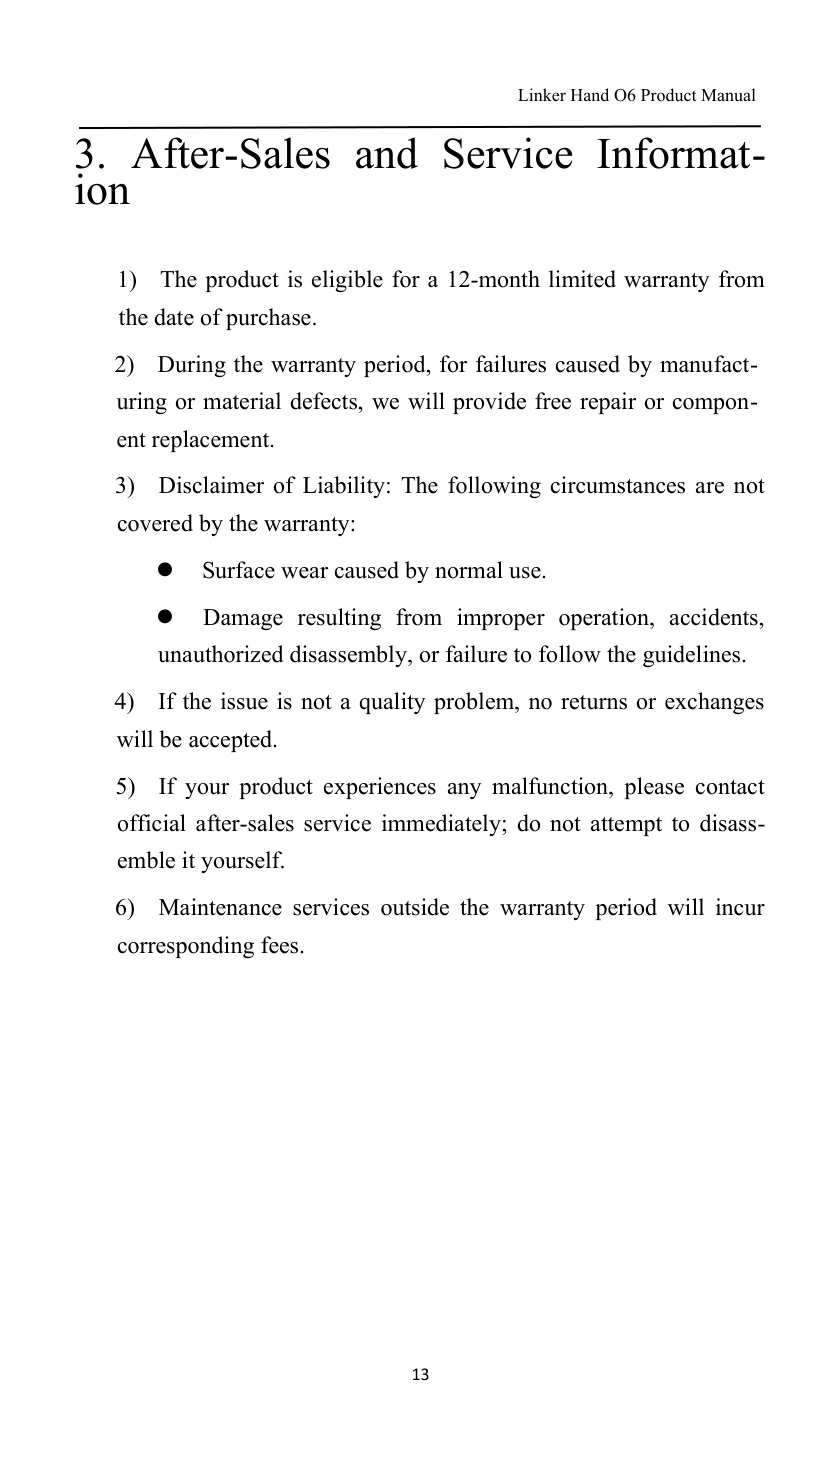 Linker Hand O6 Product Manual
3. After-Sales and Service Informat-
ion
1) The product is eligible for a 12-month limited warranty from
the date of purchase.
2) During the warranty period, for failures caused by manufact-
uring or material defects, we will provide free repair or compon-
ent replacement.
3) Disclaimer of Liability: The following circumstances are not
covered by the warranty:
● Surface wear caused by normal use.
● Damage resulting from improper operation, accidents,
unauthorized disassembly, or failure to follow the guidelines.
4) If the issue is not a quality problem, no returns or exchanges
will be accepted.
5) If your product experiences any malfunction, please contact
official after-sales service immediately; do not attempt to disass-
emble it yourself.
6) Maintenance services outside the warranty period will incur
corresponding fees.
13